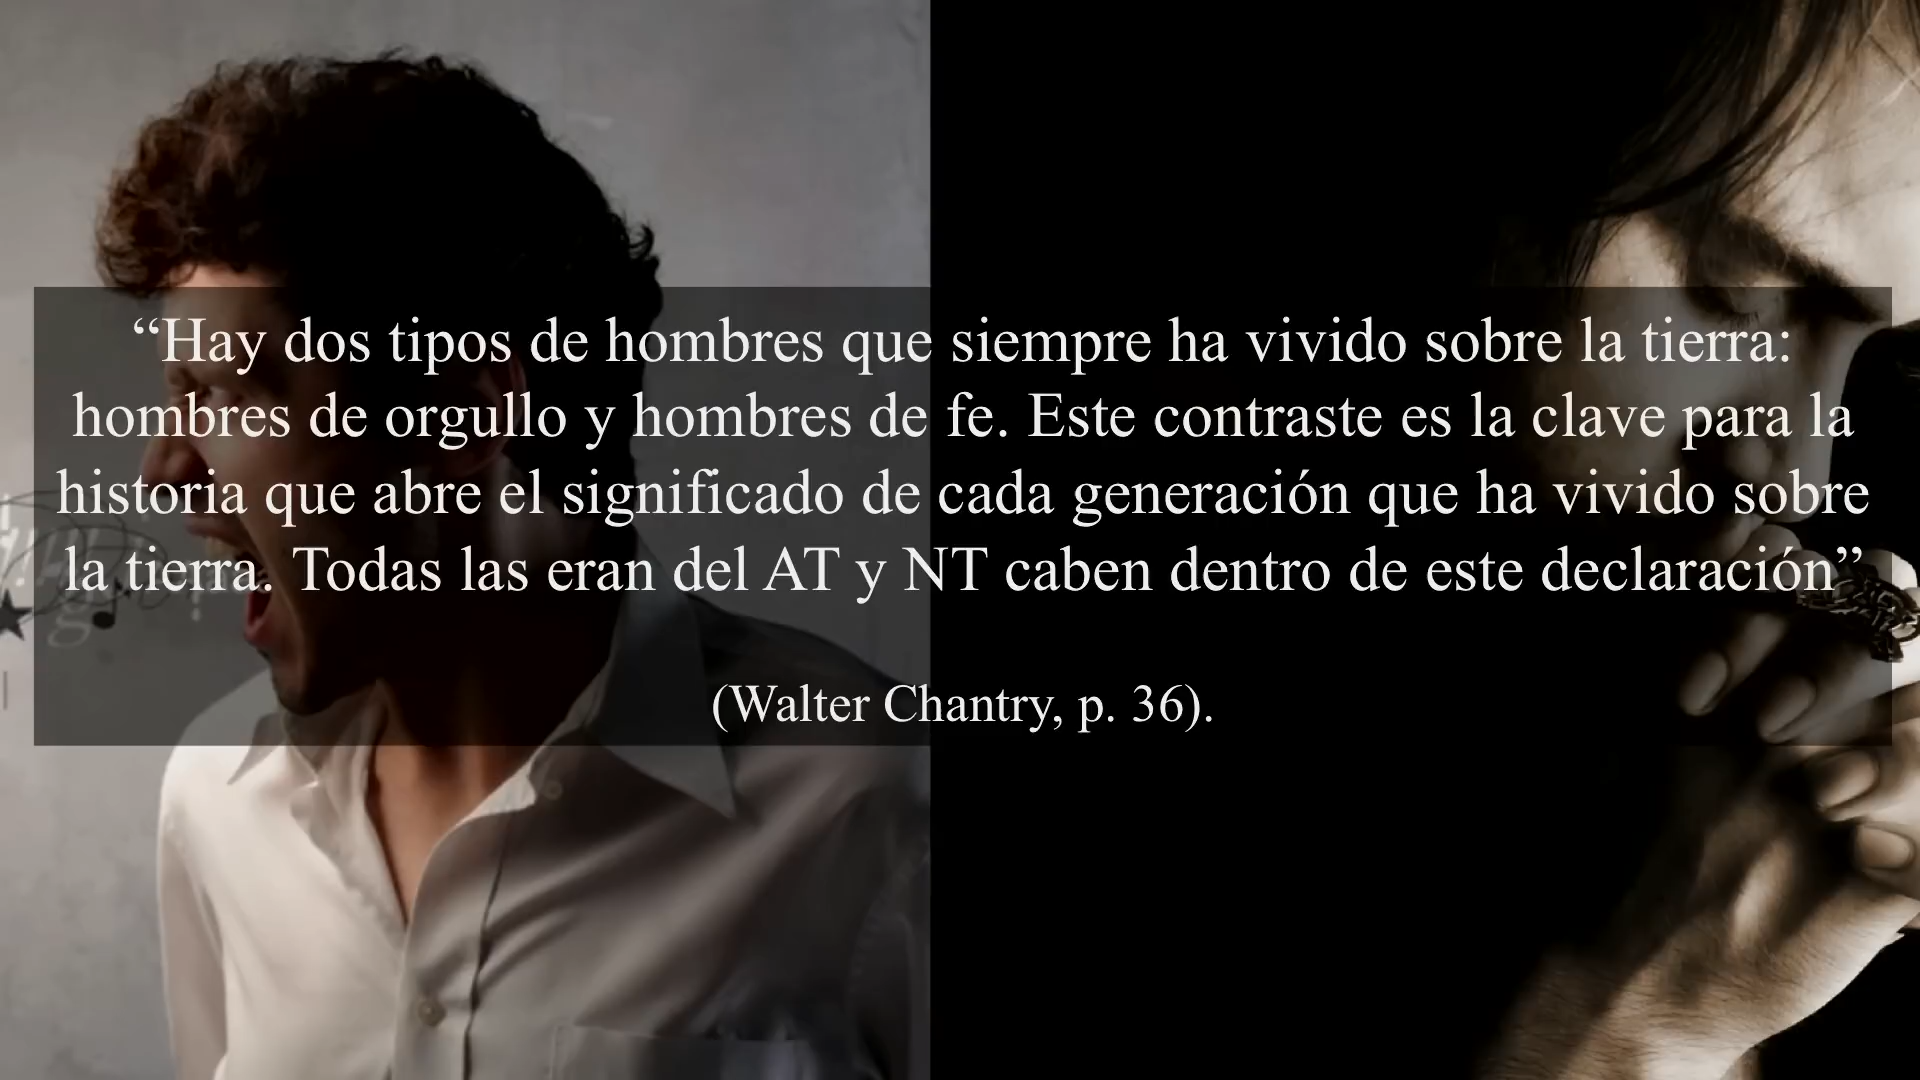 “Hay dos tipos de hombres que siempre ha vivido sobre la tierra:
hombres de orgullo y hombres de fe. Este contraste es la clave para la
historia que abre el significado de cada generación que ha vivido sobre
la tierra. Todas las eran del AT y NT caben dentro de este declaración”
(Walter Chantry, p. 36).